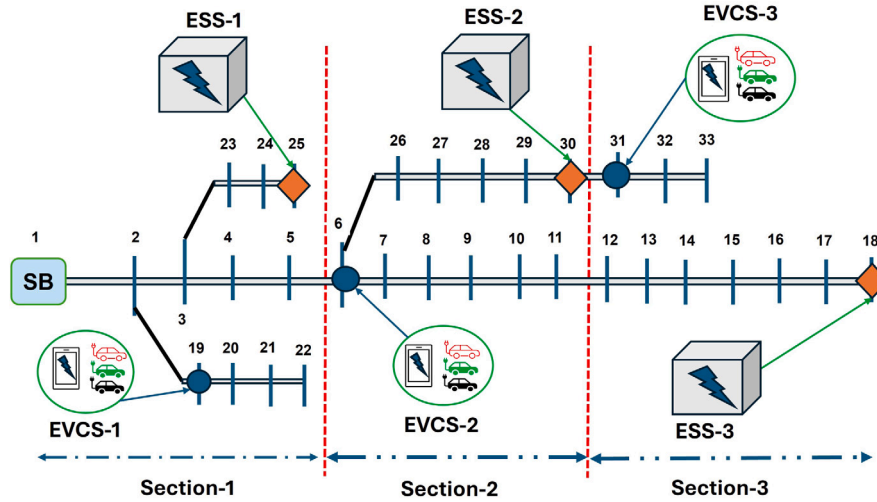 ESS-1
ESS-2
EVCS-3
23 24 25
26 27 28 29 30 31 32 33
1 2 4 5 6 7 8 9 10 11 12 13 14 15 16 17 18
SB
3
19 20 21 22
EVCS-1
EVCS-2
ESS-3
Section-1
Section-2
Section-3